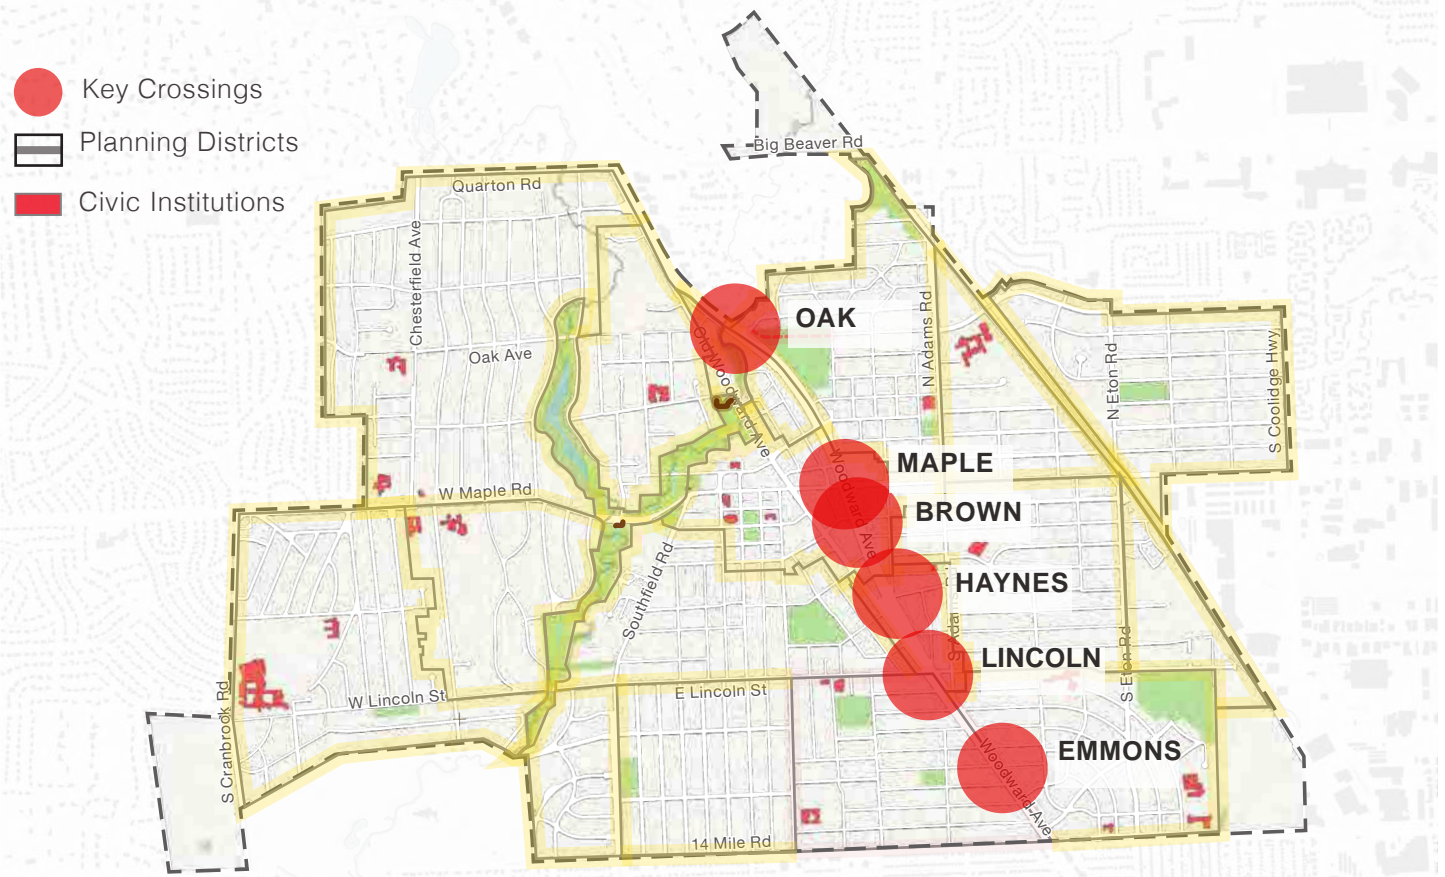 Key Crossings
Planning Districts
Civic Institutions
Big Beaver Rd
Quarton Rd
Chesterfield Ave
Oak Ave
Old Woodward Ave
OAK
N Adams Rd
N Eton Rd
S Coolidge Hwy
W Maple Rd
MAPLE
Woodward Ave
BROWN
HAYNES
Southfield Rd
S Eton Rd
LINCOLN
E Lincoln St
W Lincoln St
S Cranbrook Rd
EMMONS
Woodward Ave
14 Mile Rd